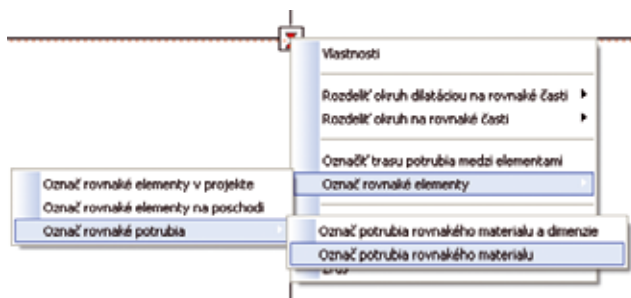 Vlastnosti
Rozdeliť okruh dilatáciou na rovnaké časti
Rozdeliť okruh na rovnaké časti
Označiť trasu potrubia medzi elementami
Označ rovnaké elementy
Označ rovnaké elementy v projekte
Označ rovnaké elementy na poschodí
Označ rovnaké potrubia
Označ potrubia rovnakého materialu a dimenzie
Označ potrubia rovnakého materialu